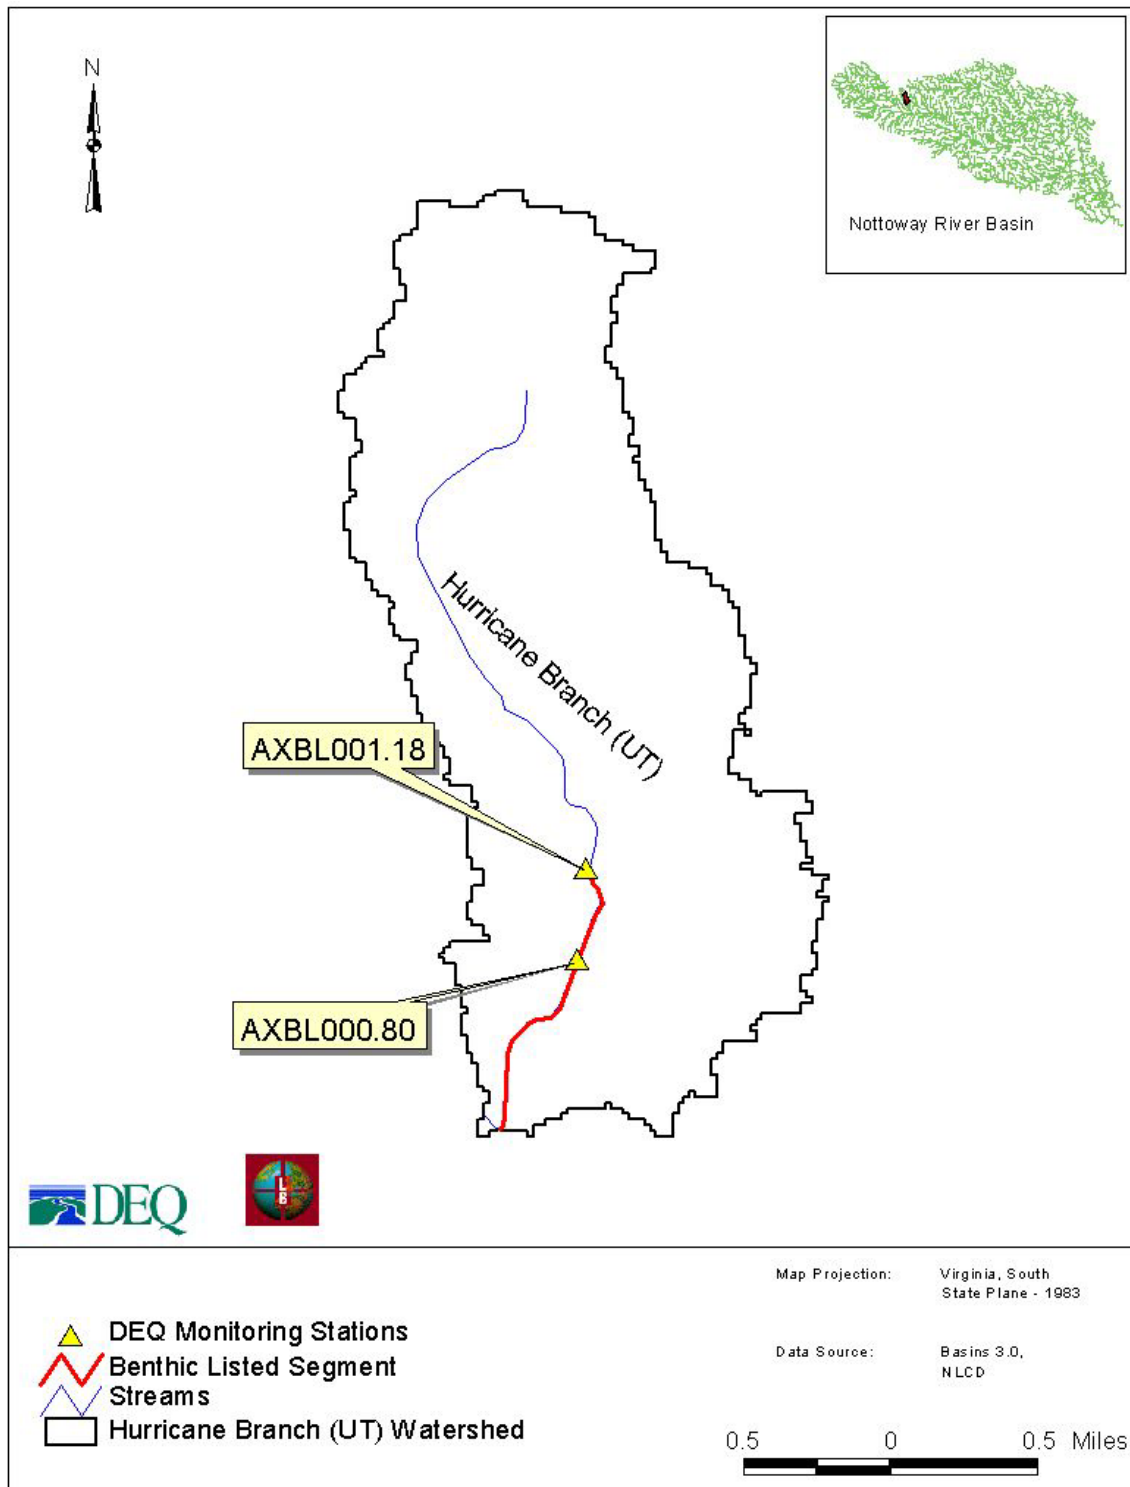 N
Nottoway River Basin
Hurricane Branch (UT)
AXBL001.18
AXBL000.80
DEQ
L
B
DEQ Monitoring Stations
Benthic Listed Segment
Streams
Hurricane Branch (UT) Watershed
Map Projection:
Virginia, South
State Plane - 1983
Data Source:
Basins 3.0,
NLCD
0.5 0 0.5 Miles